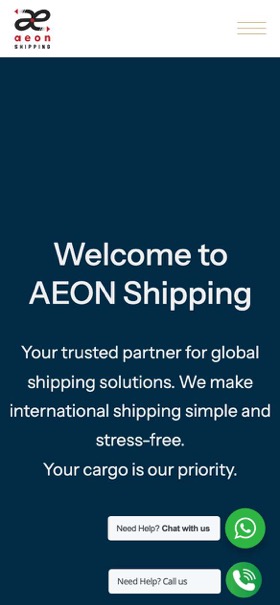 aeon
SHIPPING
Welcome to
AEON Shipping
Your trusted partner for global
shipping solutions. We make
international shipping simple and
stress-free.
Your cargo is our priority.
Need Help? Chat with us
Need Help? Call us